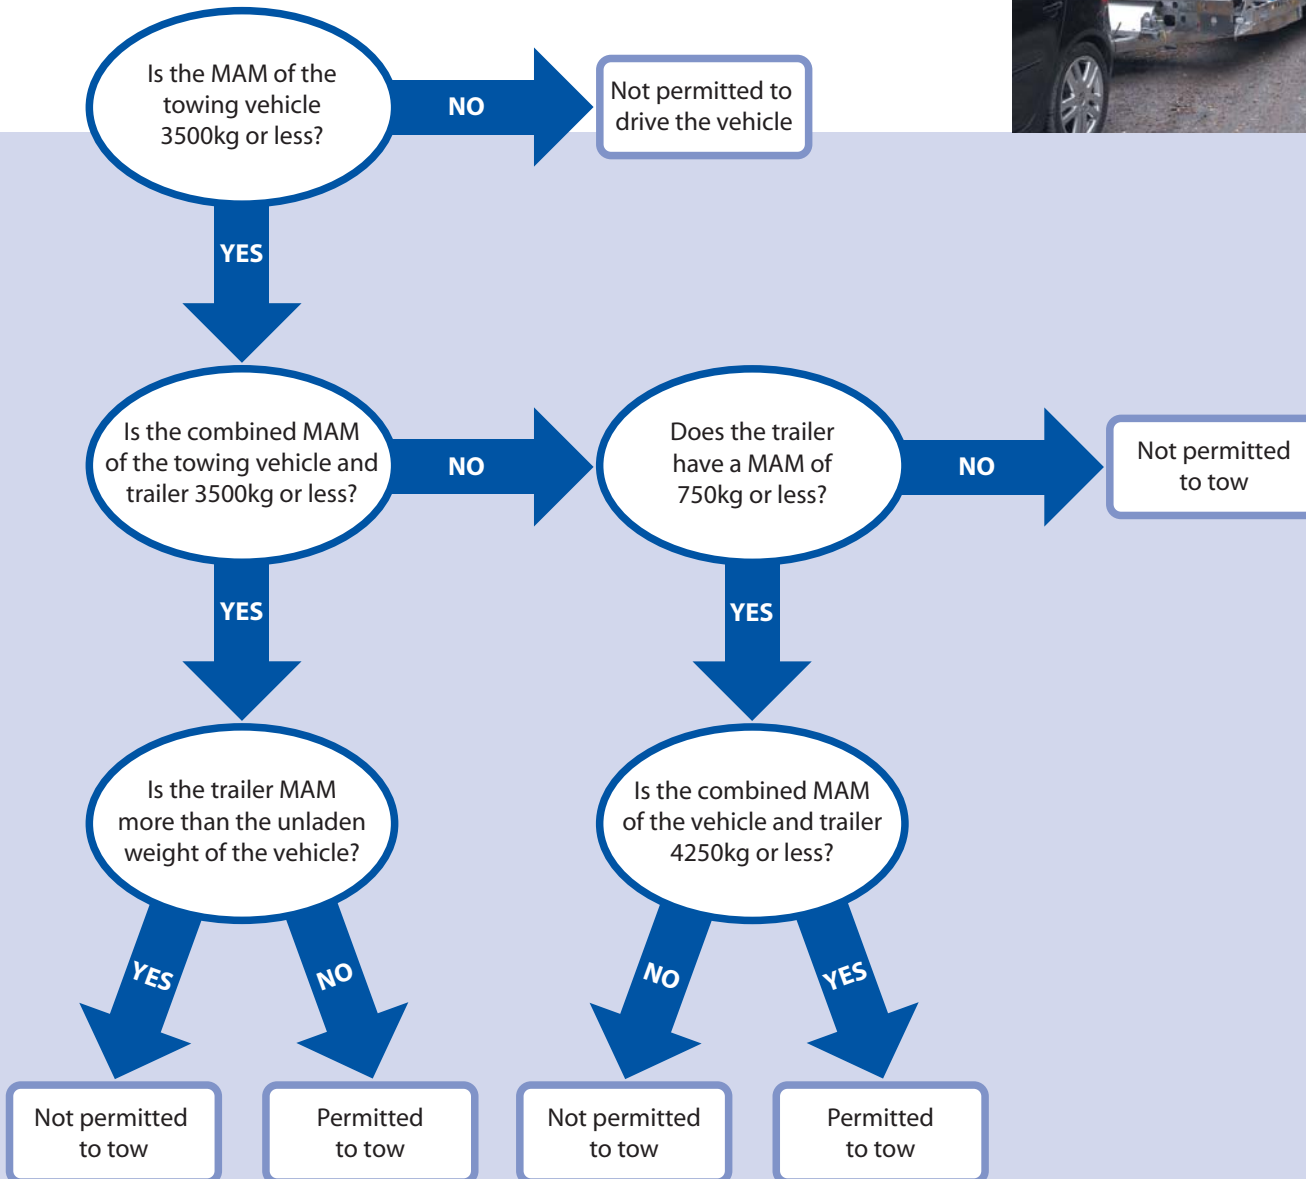 Is the MAM of the
towing vehicle
3500kg or less?
NO
Not permitted to
drive the vehicle
YES
Is the combined MAM
of the towing vehicle and
trailer 3500kg or less?
NO
Does the trailer
have a MAM of
750kg or less?
NO
Not permitted
to tow
YES
YES
Is the trailer MAM
more than the unladen
weight of the vehicle?
Is the combined MAM
of the vehicle and trailer
4250kg or less?
YES
NO
NO
YES
Not permitted
to tow
Permitted
to tow
Not permitted
to tow
Permitted
to tow